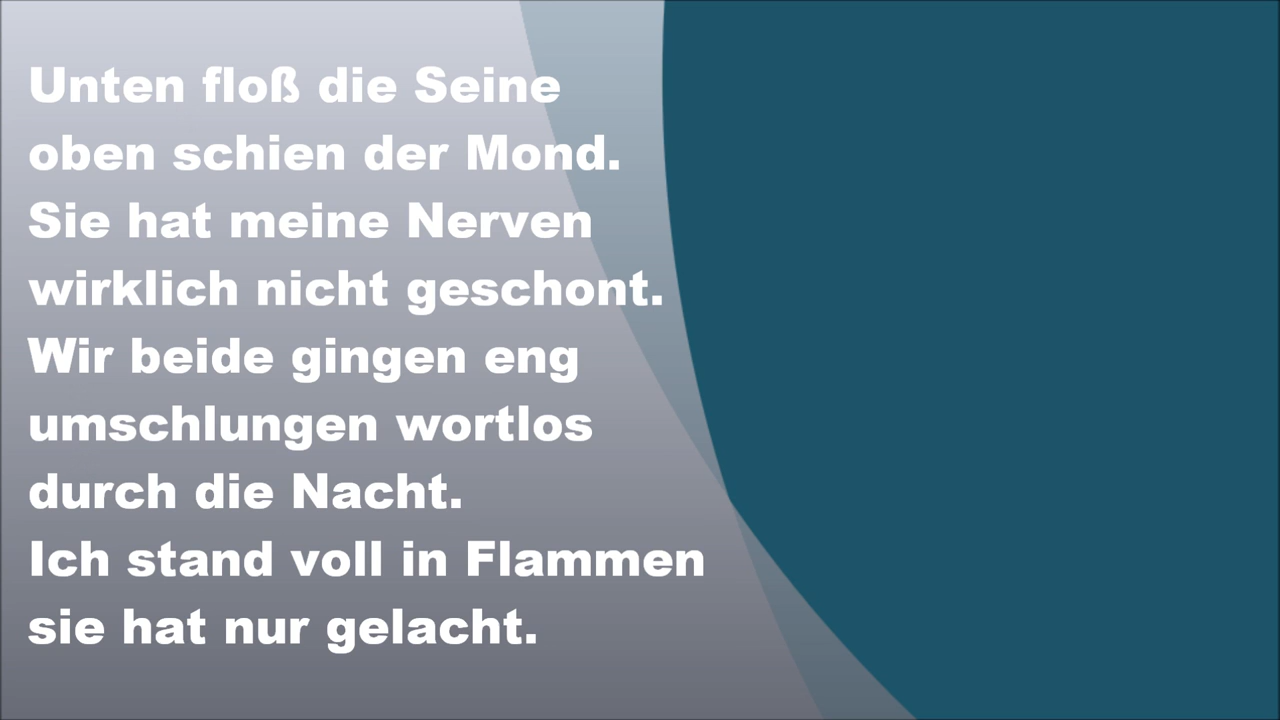 Unten floß die Seine
oben schien der Mond.
Sie hat meine Nerven
wirklich nicht geschont.
Wir beide gingen eng
umschlungen wortlos
durch die Nacht.
Ich stand voll in Flammen
sie hat nur gelacht.